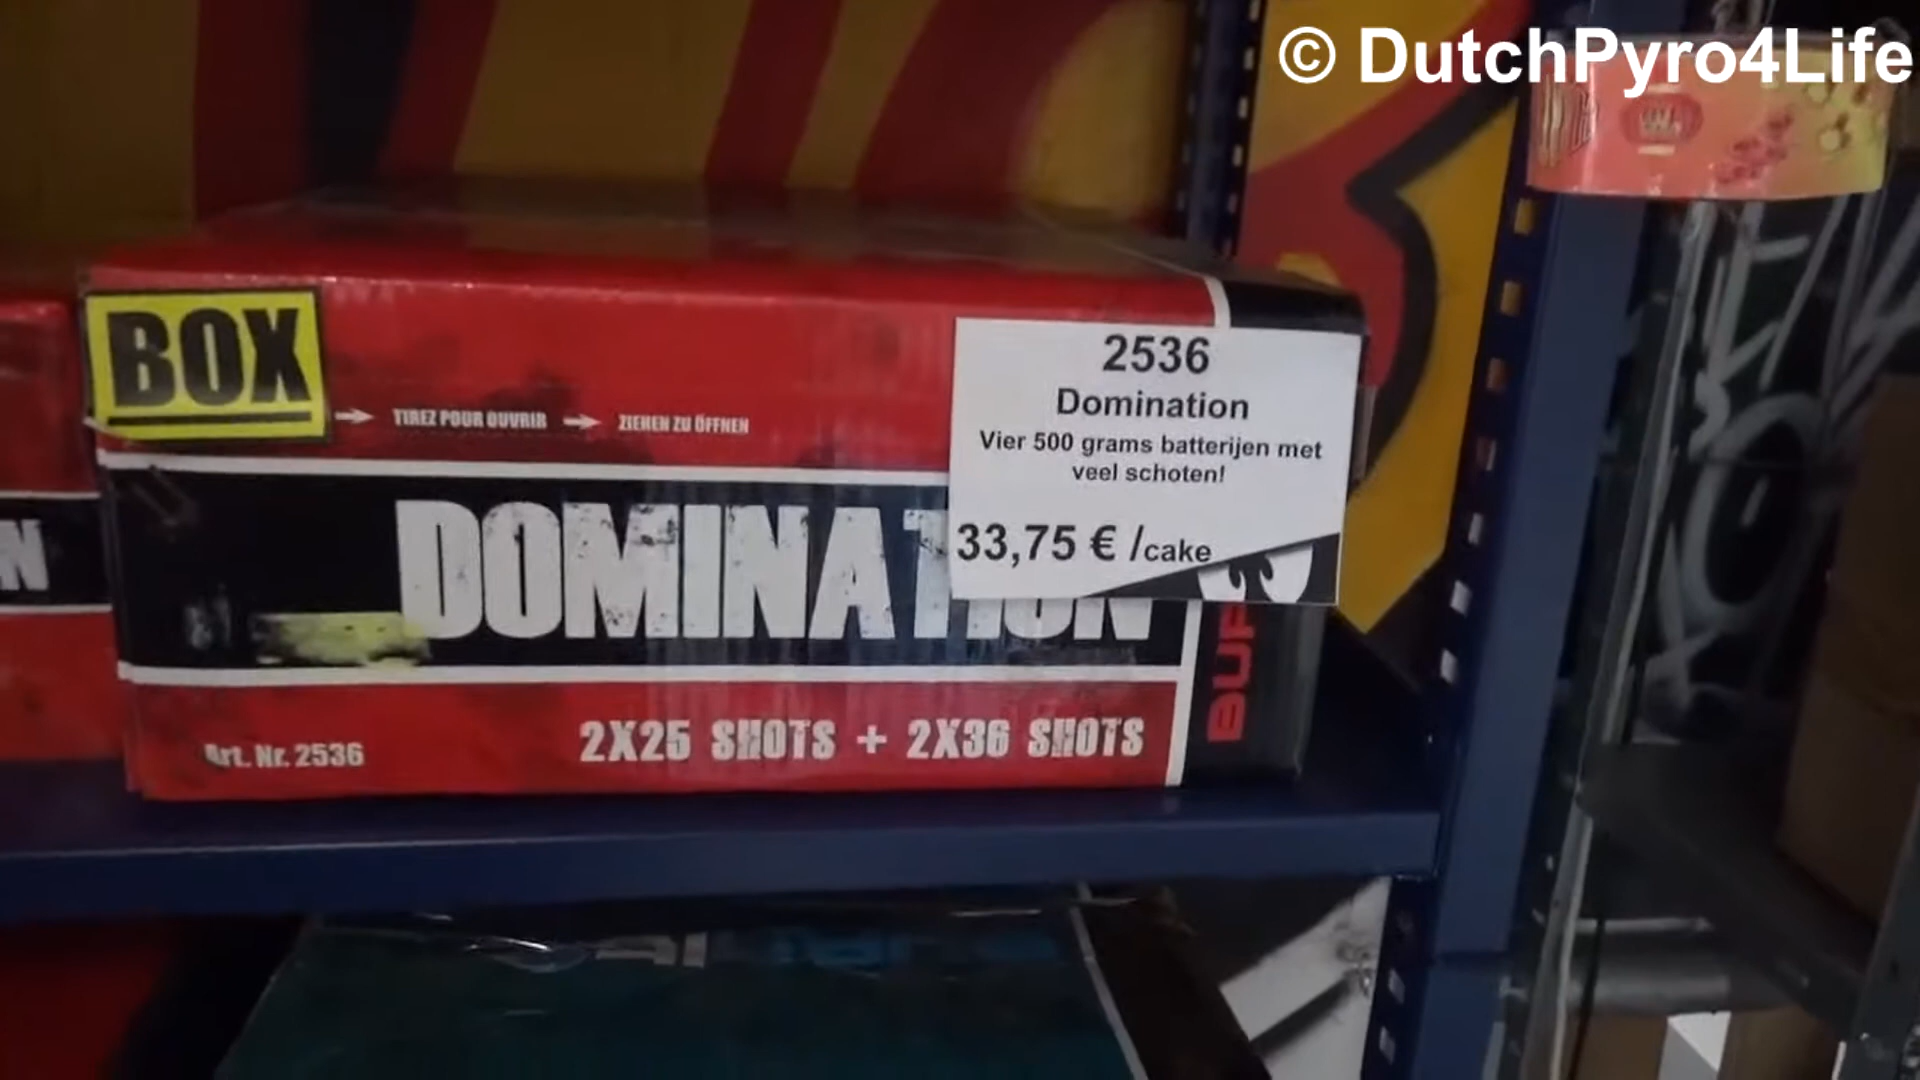 © DutchPyro4Life
BOX
TIREZ POUR OUVRIR
ZIEHEN ZU ÖFFNEN
2536
Domination
Vier 500 grams batterijen met
veel schoten!
33,75 € /cake
N
DOMINATION
BUF
Art. Nr. 2536
2X25 SHOTS + 2X36 SHOTS